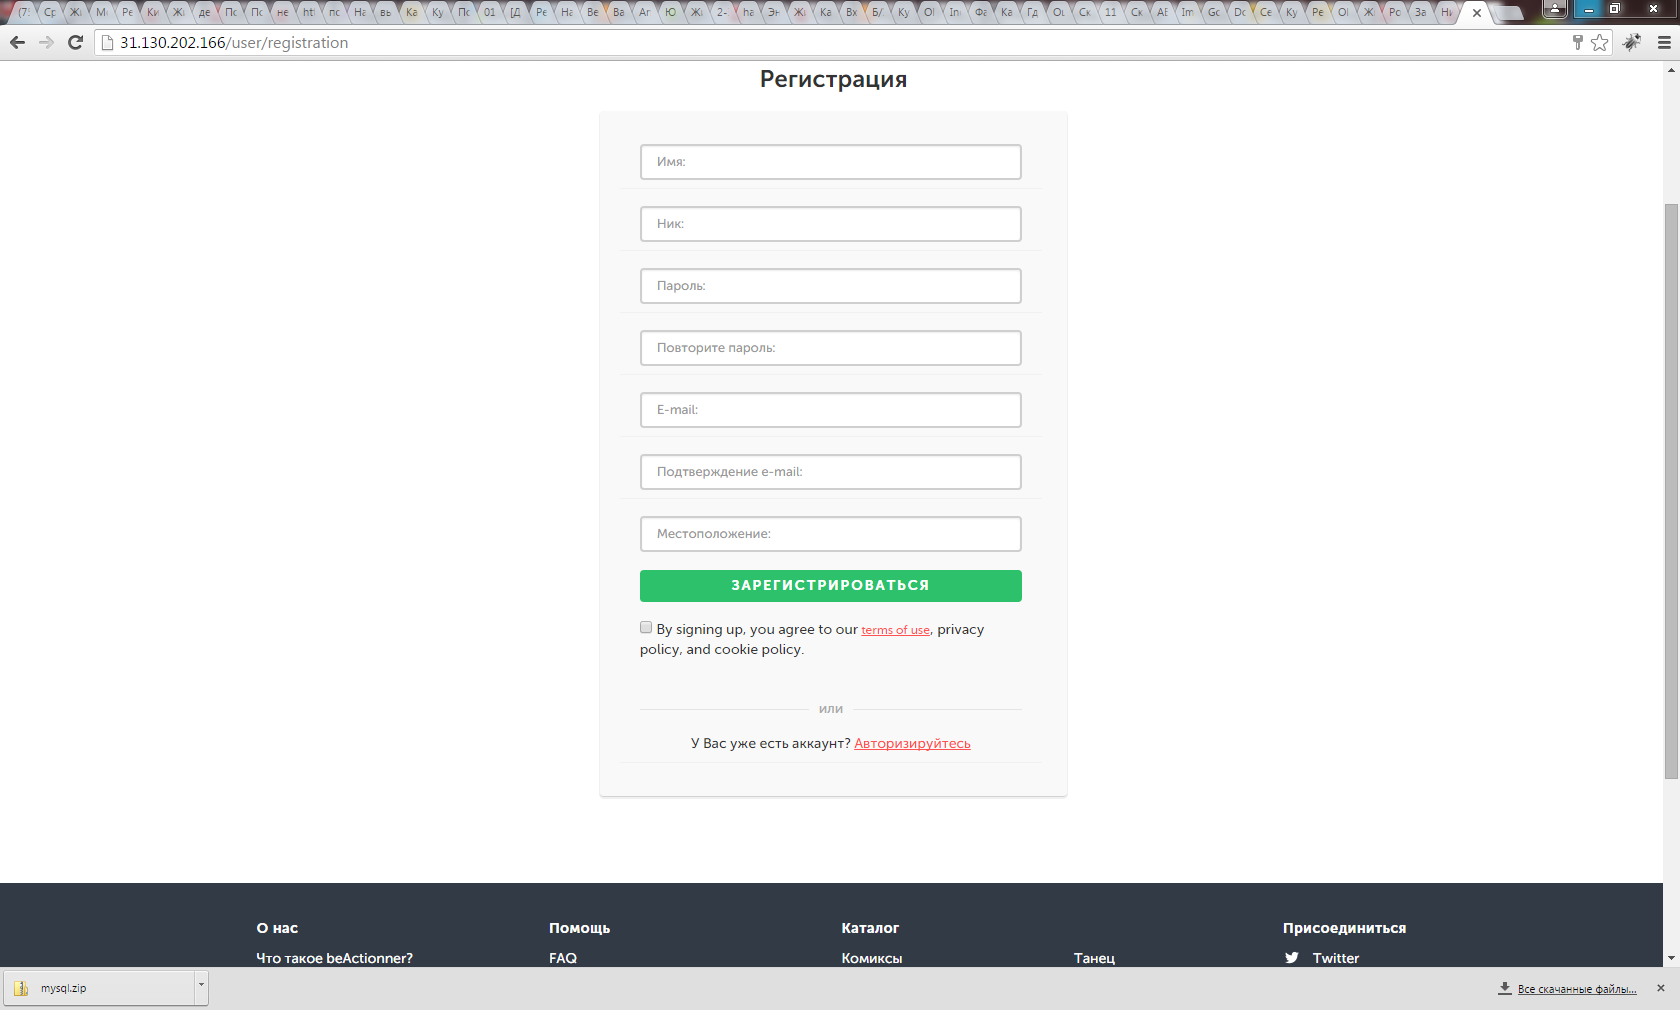 31.130.202.166/user/registration
Регистрация
Имя:
Ник:
Пароль:
Повторите пароль:
E-mail:
Подтверждение e-mail:
Местоположение:
ЗАРЕГИСТРИРОВАТЬСЯ
By signing up, you agree to our terms of use, privacy
policy, and cookie policy.
или
У Вас уже есть аккаунт? Авторизируйтесь
О нас Помощь Каталог Присоединиться
Что такое beActionner? FAQ Комиксы Танец Twitter
mysql.zip Все скачанные файлы...